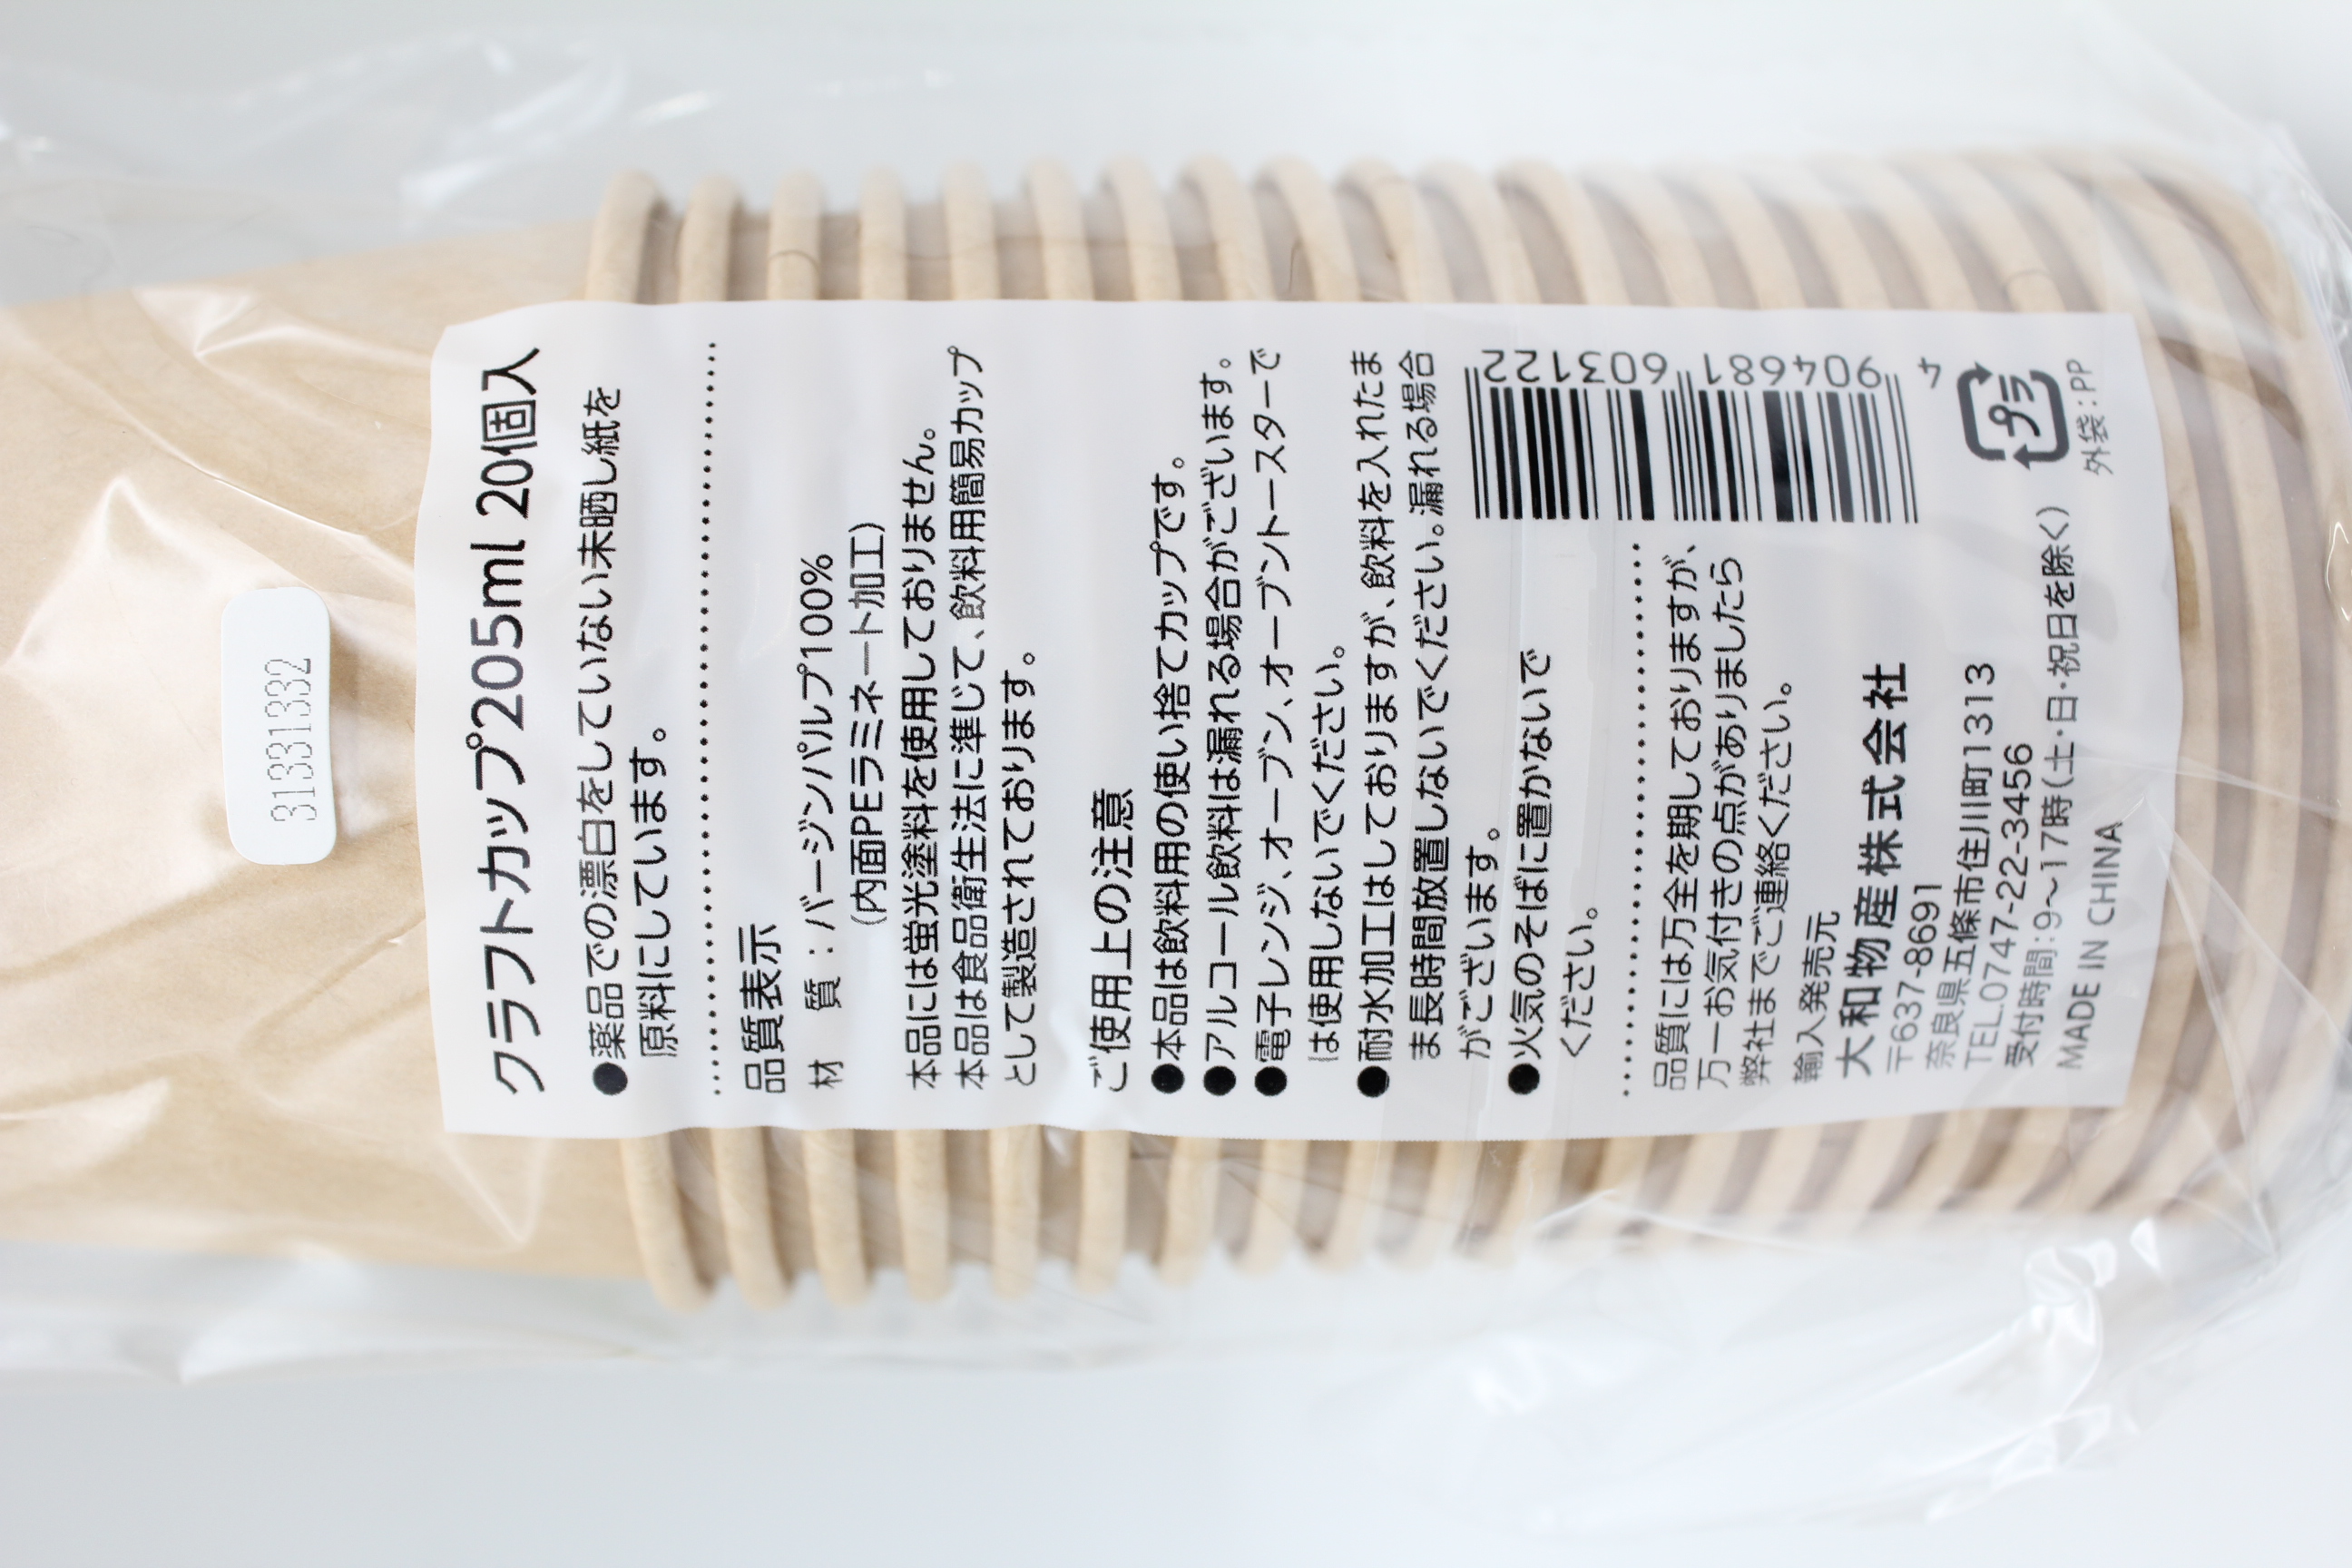 31331332
クラフトカップ205ml 20個入
●薬品での漂白をしていない未晒し紙を
原料にしています。
品質表示
材　質：バージンパルプ100%
(内面PEラミネート加工)
本品には蛍光塗料を使用しておりません。
本品は食品衛生法に準じて、飲料用簡易カップ
として製造されております。
ご使用上の注意
●本品は飲料用の使い捨てカップです。
●アルコール飲料は漏れる場合がございます。
●電子レンジ、オーブン、オーブントースターで
は使用しないでください。
●耐水加工はしておりますが、飲料を入れたま
ま長時間放置しないでください。漏れる場合
がございます。
●火気のそばに置かないで
ください。
品質には万全を期しておりますが、
万一お気付きの点がありましたら
弊社までご連絡ください。
輸入発売元
大和物産株式会社
〒637-8691
奈良県五條市住川町1313
TEL.0747-22-3456
受付時間：9〜17時(土・日・祝日を除く)
MADE IN CHINA
4 904681 603122
プラ
外袋：PP